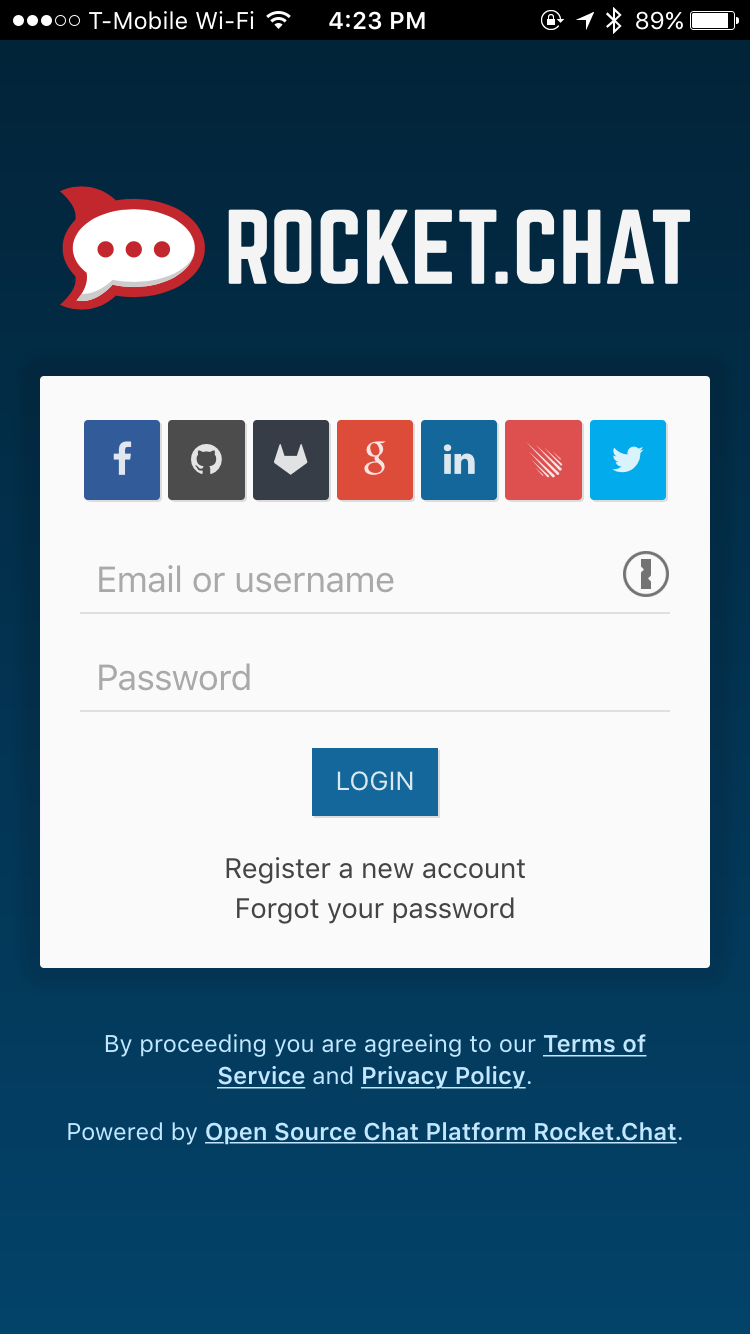 T-Mobile Wi-Fi 4:23 PM 89%
ROCKET.CHAT
Email or username
Password
LOGIN
Register a new account
Forgot your password
By proceeding you are agreeing to our Terms of
Service and Privacy Policy.
Powered by Open Source Chat Platform Rocket.Chat.